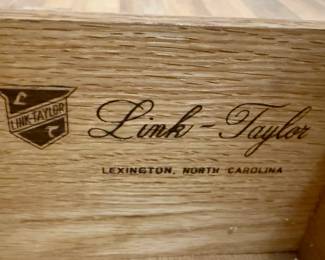 L
LINK-TAYLOR
T
Link-Taylor
LEXINGTON, NORTH CAROLINA